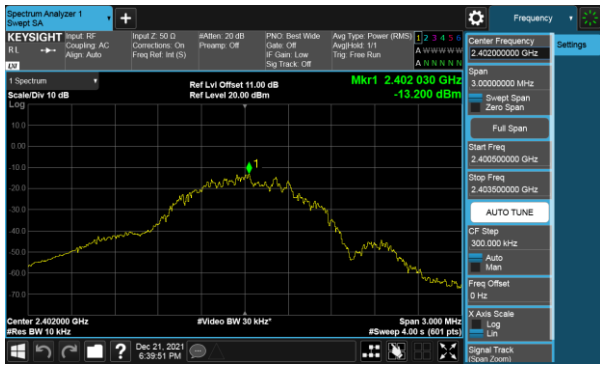 Spectrum Analyzer 1
Swept SA
+
Frequency
KEYSIGHT
RL
LXI
Input: RF
Coupling: AC
Align: Auto
Input Z: 50 Ω
Corrections: On
Freq Ref: Int (S)
#Atten: 20 dB
Preamp: Off
PNO: Best Wide
Gate: Off
IF Gain: Low
Sig Track: Off
Avg Type: Power (RMS)
Avg|Hold: 1/1
Trig: Free Run
1 2 3 4 5 6
A W W W W W
A N N N N N
1 Spectrum
Scale/Div 10 dB
Log
Ref Lvl Offset 11.00 dB
Ref Level 20.00 dBm
Mkr1 2.402 030 GHz
-13.200 dBm
10.0
0.00
-10.0
-20.0
-30.0
-40.0
-50.0
-60.0
-70.0
1
Center 2.402000 GHz
#Res BW 10 kHz
#Video BW 30 kHz*
Span 3.000 MHz
#Sweep 4.00 s (601 pts)
?
Dec 21, 2021
6:39:51 PM
Center Frequency
2.402000000 GHz
Settings
Span
3.00000000 MHz
Swept Span
Zero Span
Full Span
Start Freq
2.400500000 GHz
Stop Freq
2.403500000 GHz
AUTO TUNE
CF Step
300.000 kHz
Auto
Man
Freq Offset
0 Hz
X Axis Scale
Log
Lin
Signal Track
(Span Zoom)